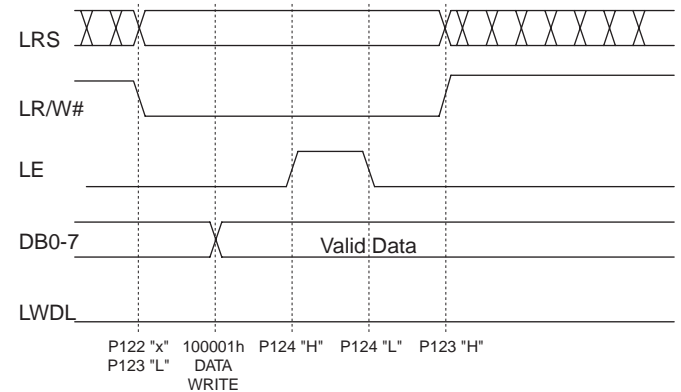 LRS
LR/W#
LE
DB0-7
Valid Data
LWDL
P122 "x" 100001h P124 "H" P124 "L" P123 "H"
P123 "L" DATA
WRITE